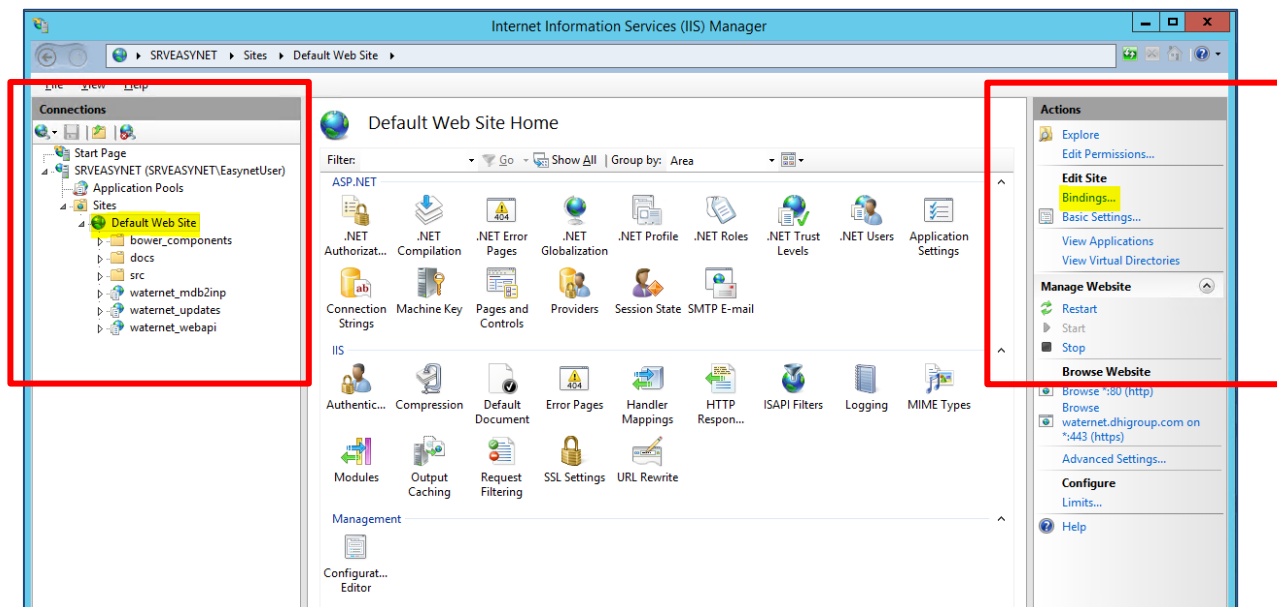 Internet Information Services (IIS) Manager
SRVEASYNET Sites Default Web Site
File View Help
Connections
Start Page
SRVEASYNET (SRVEASYNET\EasynetUser)
Application Pools
Sites
Default Web Site
bower_components
docs
src
waternet_mdb2inp
waternet_updates
waternet_webapi
Default Web Site Home
Filter: Go Show All Group by: Area
ASP.NET
.NET Authorizat...
.NET Compilation
.NET Error Pages
.NET Globalization
.NET Profile
.NET Roles
.NET Trust Levels
.NET Users
Application Settings
Connection Strings
Machine Key
Pages and Controls
Providers
Session State
SMTP E-mail
IIS
Authentic...
Compression
Default Document
Error Pages
Handler Mappings
HTTP Respon...
ISAPI Filters
Logging
MIME Types
Modules
Output Caching
Request Filtering
SSL Settings
URL Rewrite
Management
Configurat... Editor
Actions
Explore
Edit Permissions...
Edit Site
Bindings...
Basic Settings...
View Applications
View Virtual Directories
Manage Website
Restart
Start
Stop
Browse Website
Browse *:80 (http)
Browse
waternet.dhigroup.com on
*:443 (https)
Advanced Settings...
Configure
Limits...
Help